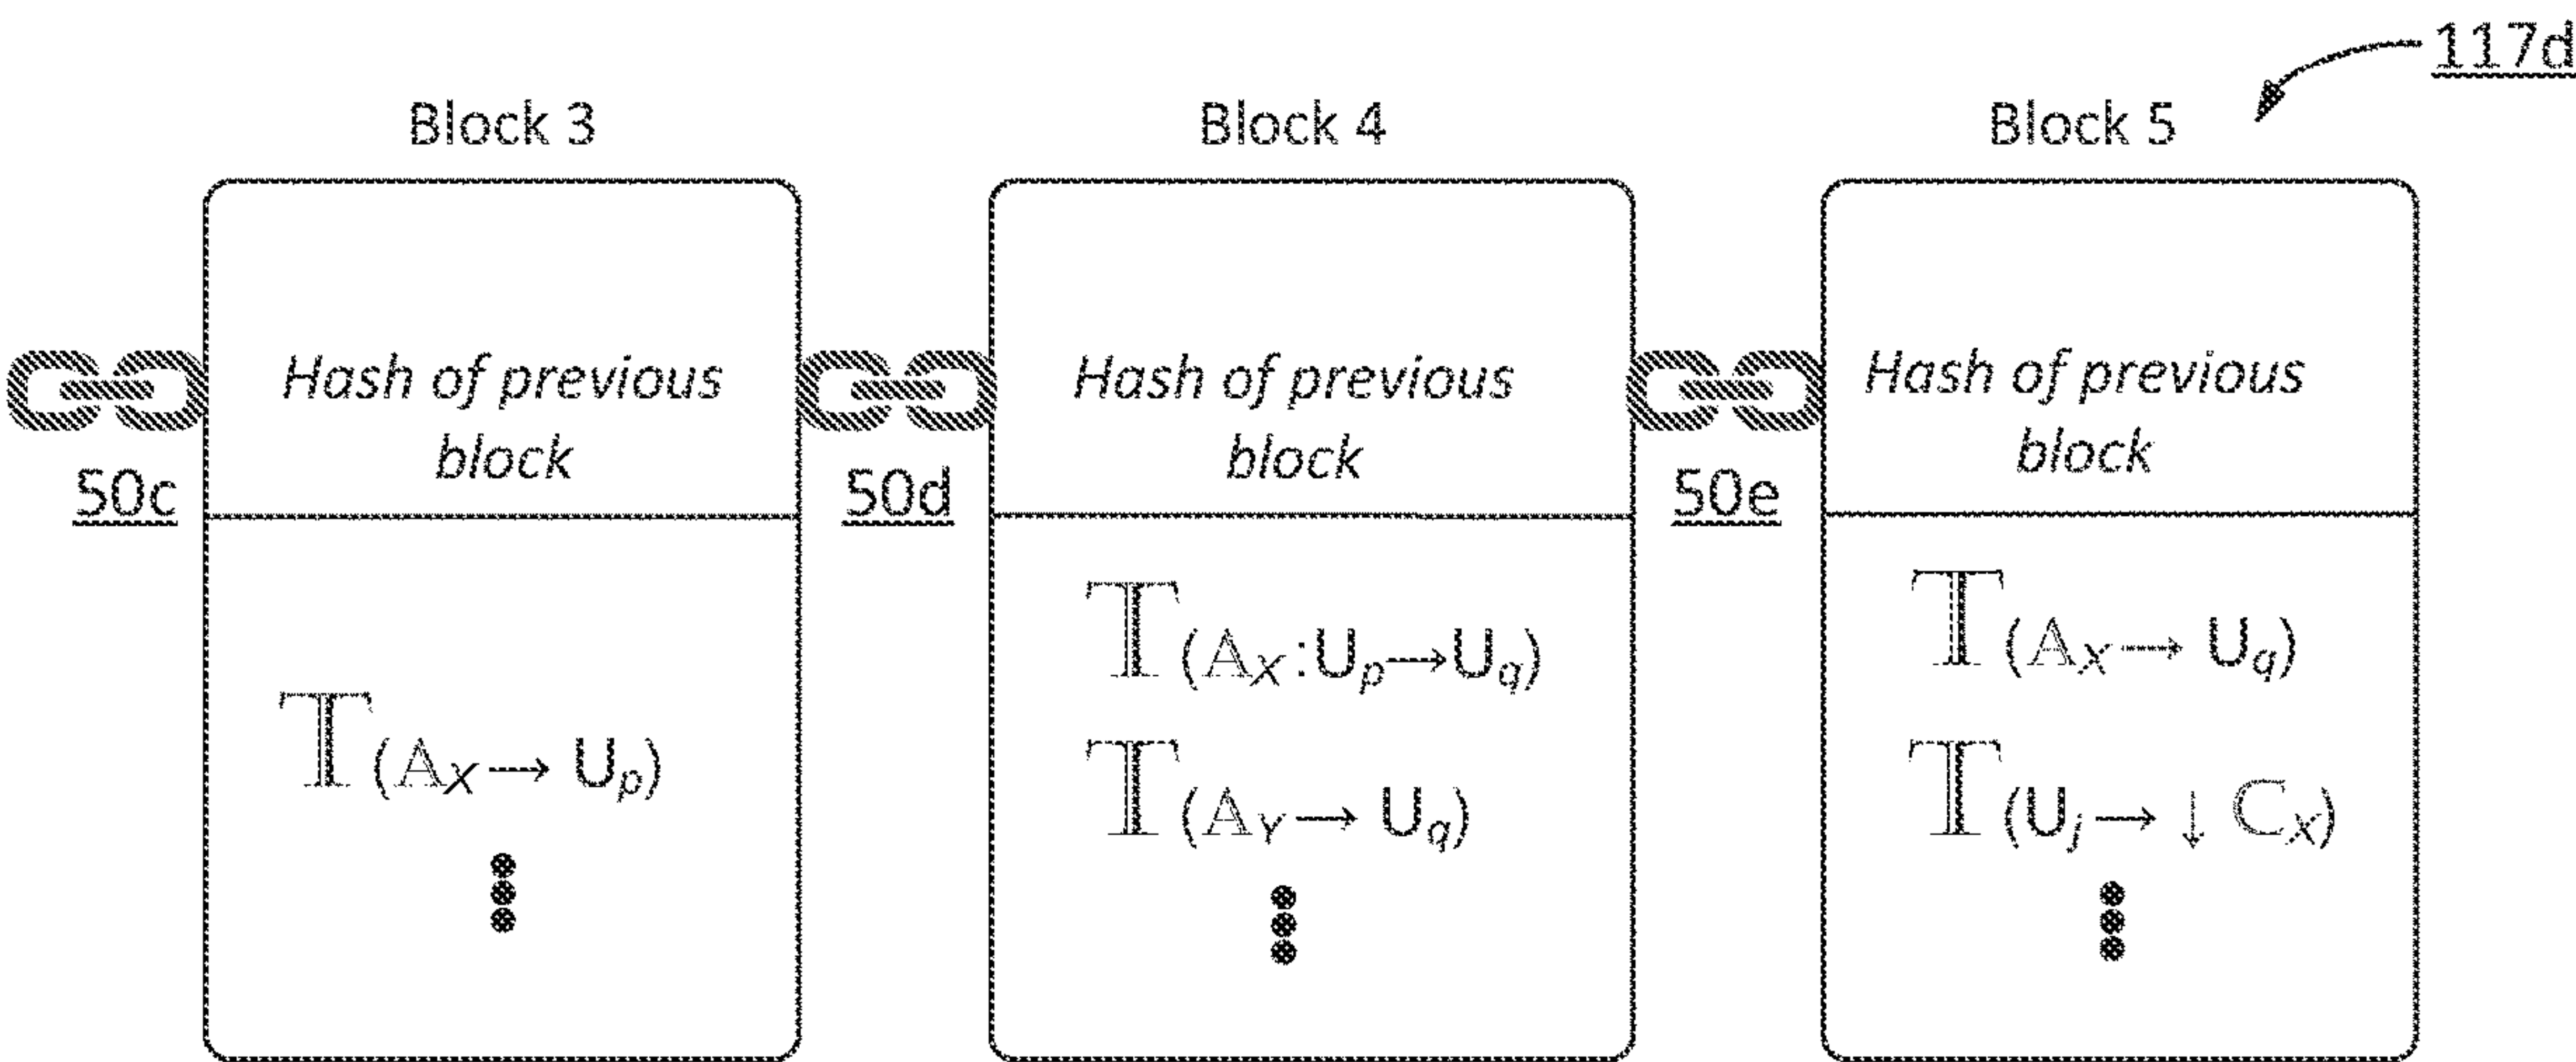 117d
Block 3
Hash of previous
block
50c
𝕋(𝔸X → Up)
Block 4
Hash of previous
block
50d
𝕋(𝔸X:Up→Uq)
𝕋(𝔸Y → Uq)
Block 5
Hash of previous
block
50e
𝕋(𝔸X → Uq)
𝕋(Uj → ↓ ℂX)